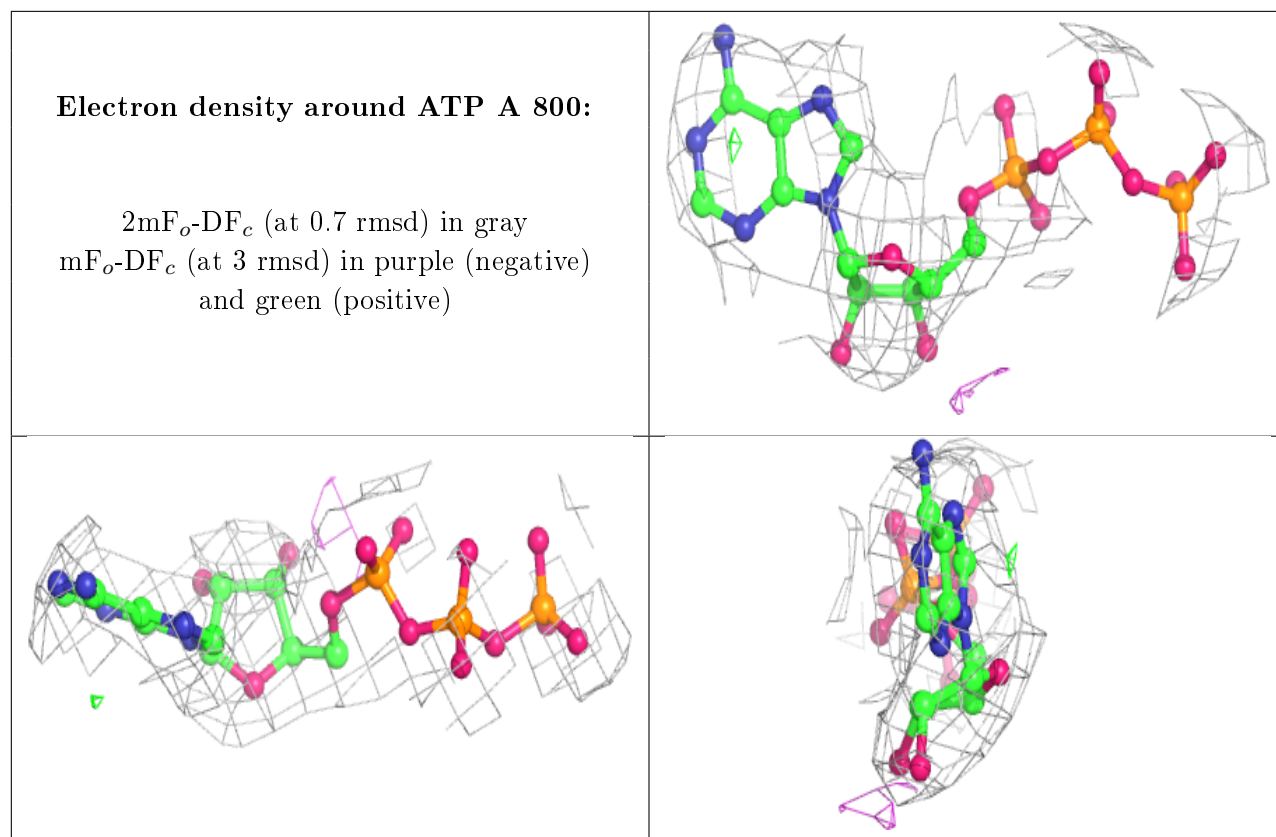 Electron density around ATP A 800:
2mFo-DFc (at 0.7 rmsd) in gray
mFo-DFc (at 3 rmsd) in purple (negative)
and green (positive)